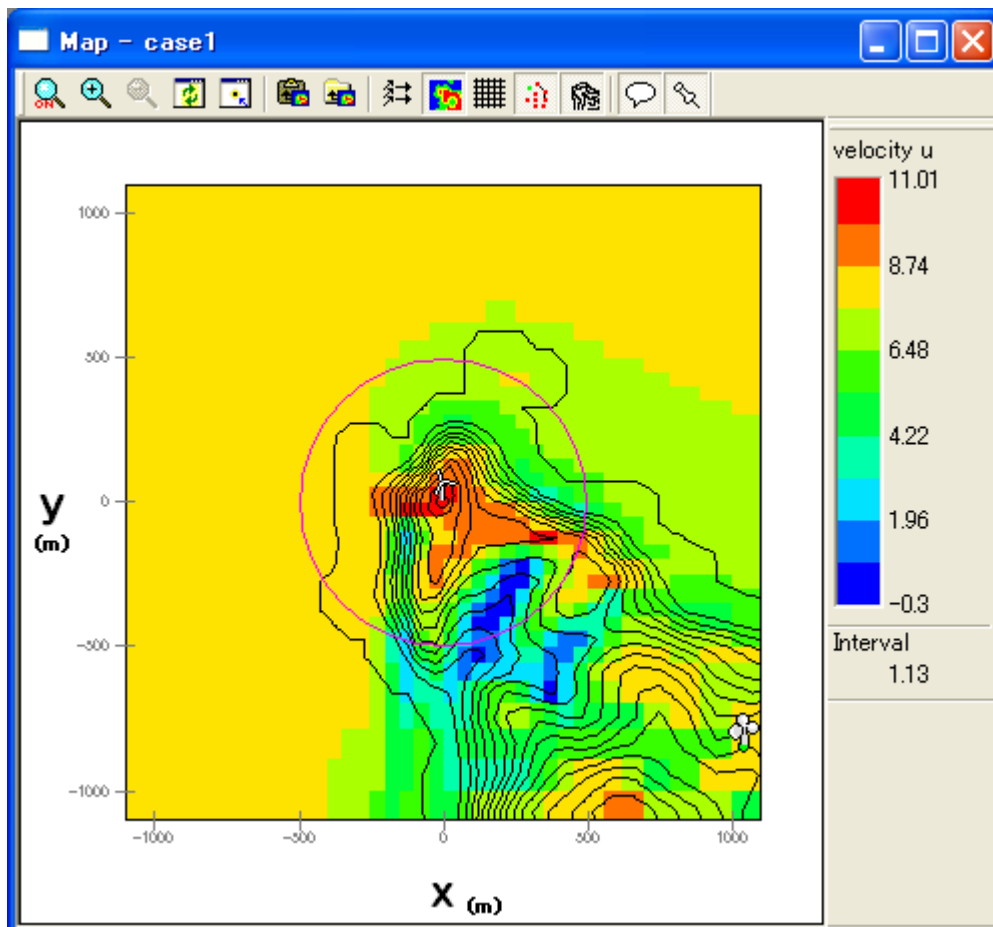 Map - case1
ON
velocity u
11.01
8.74
6.48
4.22
1.96
-0.3
Interval
1.13
1000
500
0
-500
-1000
y
(m)
-1000
-500
0
500
1000
x (m)